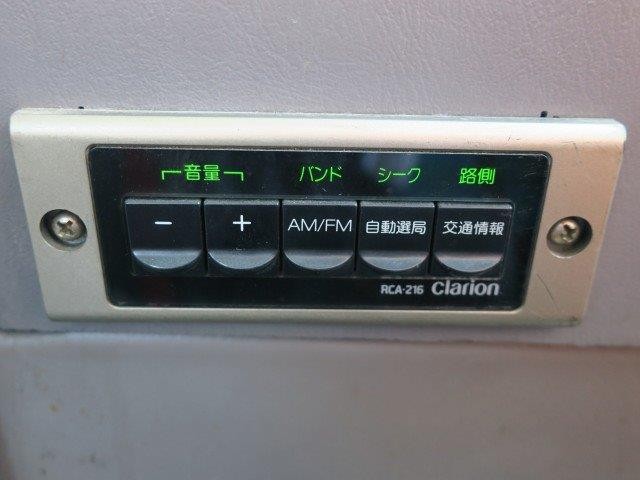 音量 バンド シーク 路側
- + AM/FM 自動選局 交通情報
RCA-216 clarion